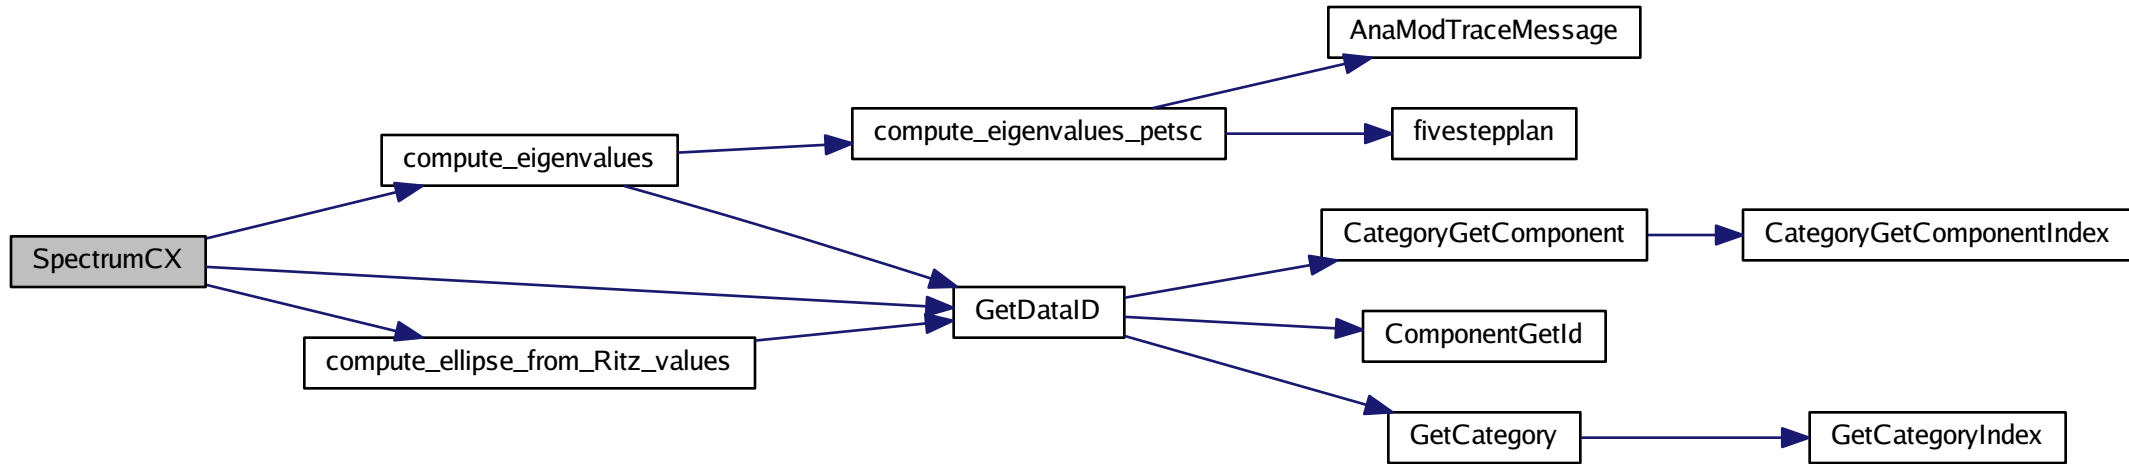 AnaModTraceMessage
compute_eigenvalues_petsc
fivestepplan
compute_eigenvalues
CategoryGetComponent
CategoryGetComponentIndex
SpectrumCX
GetDataID
ComponentGetId
compute_ellipse_from_Ritz_values
GetCategory
GetCategoryIndex